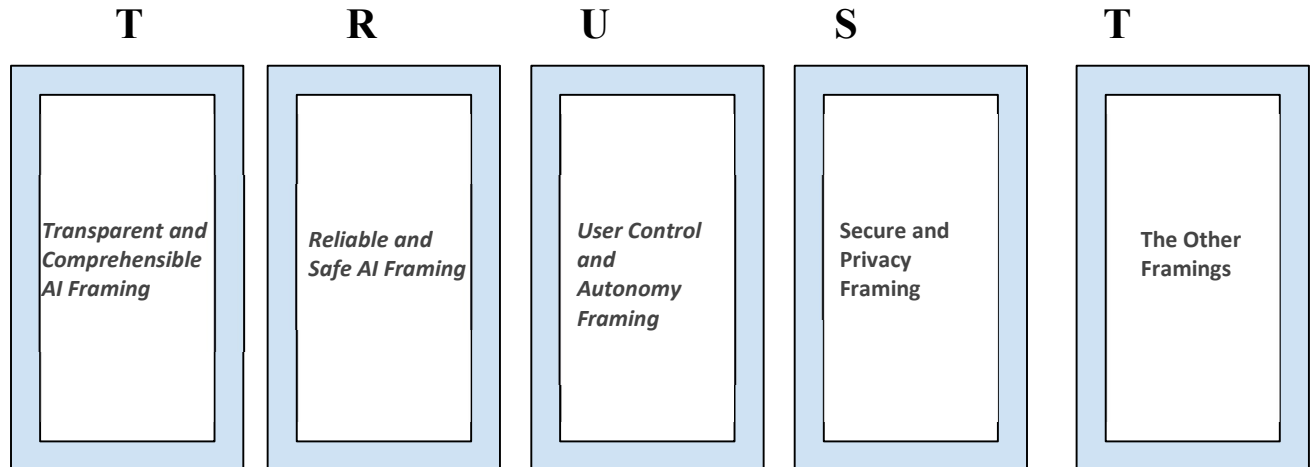 T R U S T
Transparent and
Comprehensible
AI Framing
Reliable and
Safe AI Framing
User Control
and
Autonomy
Framing
Secure and
Privacy
Framing
The Other
Framings